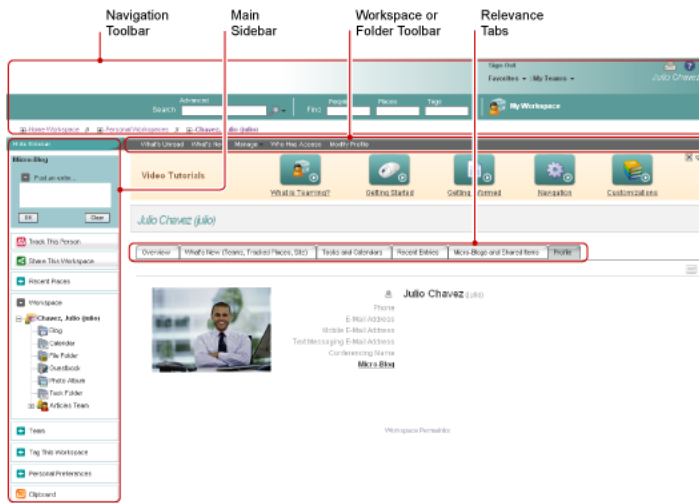 Navigation Toolbar
Main Sidebar
Workspace or Folder Toolbar
Relevance Tabs
Sign Out
Favorites My Teams
Julio Chavez
Advanced
Search
Find
People
Places
Tags
My Workspace
Home Workspace // Personal Workspaces // Chavez, Julio (julio)
Hide Sidebar
What's Unread What's New Manage Who Has Access Modify Profile
Micro-Blog
Post an entry...
OK
Clear
Video Tutorials
What is Teaming?
Getting Started
Getting Informed
Navigation
Customizations
Julio Chavez (julio)
Track This Person
Share This Workspace
Recent Places
Workspace
Chavez, Julio (julio)
Blog
Calendar
File Folder
Guestbook
Photo Album
Task Folder
Articles Team
Team
Tag This Workspace
Personal Preferences
Clipboard
Overview
What's New (Teams, Tracked Places, Site)
Tasks and Calendars
Recent Entries
Micro-Blogs and Shared Items
Profile
Julio Chavez (julio)
Phone
E-Mail Address
Mobile E-Mail Address
Text Messaging E-Mail Address
Conferencing Name
Micro-Blog
Workspace Permalinks